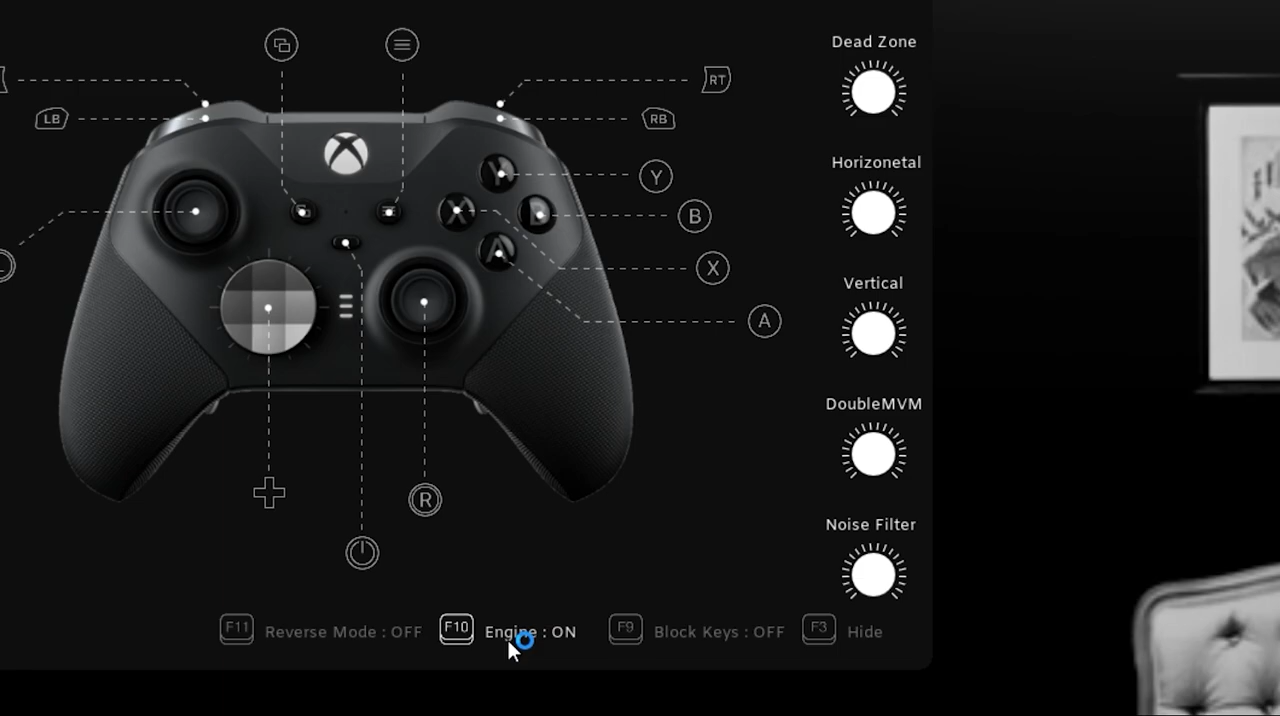 Dead Zone
RT
LB
RB
Horizonetal
Y
Y
B
B
X
X
A
X
Vertical
A
DoubleMVM
R
Noise Filter
F11 Reverse Mode : OFF F10 Engine : ON F9 Block Keys : OFF F3 Hide